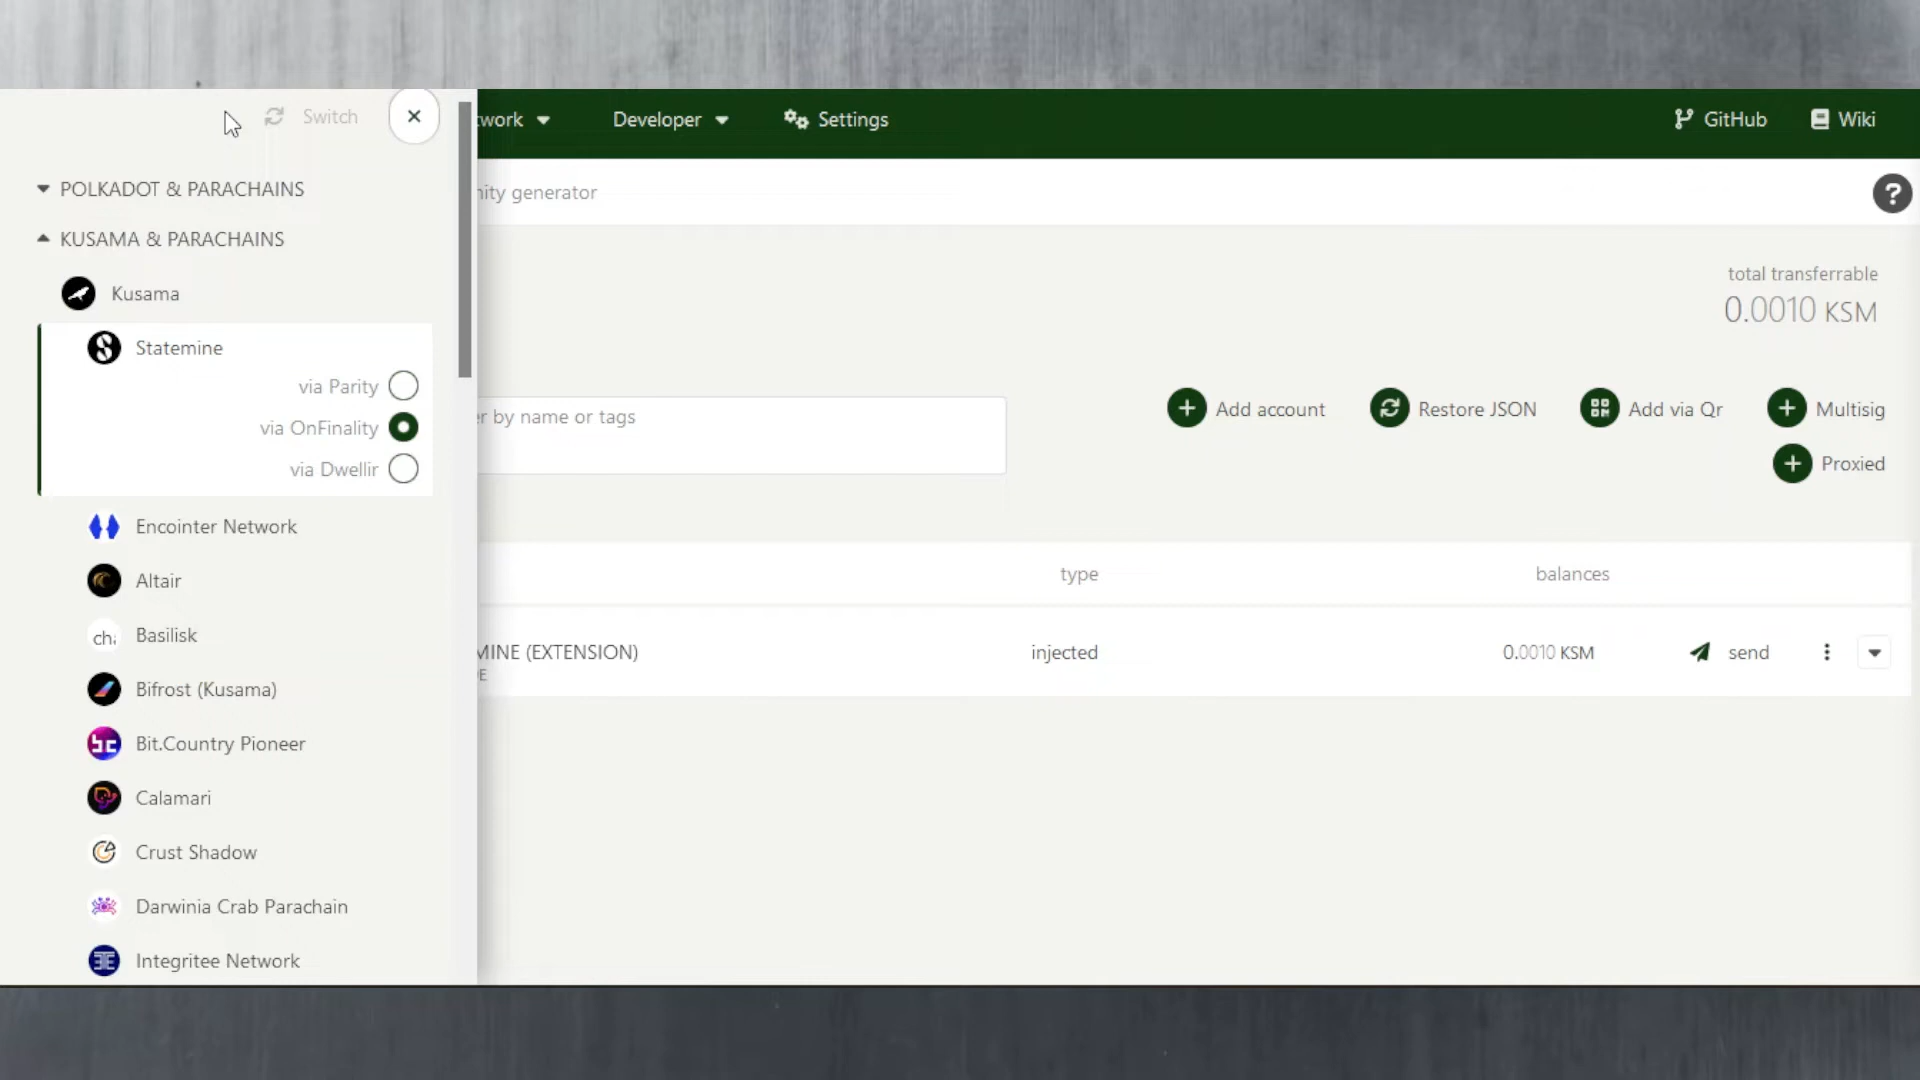 Switch
twork
Developer
Settings
GitHub
Wiki
POLKADOT & PARACHAINS
nity generator
KUSAMA & PARACHAINS
total transferrable
Kusama
0.0010 KSM
Statemine
via Parity
er by name or tags
Add account
Restore JSON
Add via Qr
Multisig
via OnFinality
via Dwellir
Proxied
Encointer Network
Altair
type
balances
Basilisk
MINE (EXTENSION)
injected
0.0010 KSM
send
DE
Bifrost (Kusama)
Bit.Country Pioneer
Calamari
Crust Shadow
Darwinia Crab Parachain
Integritee Network